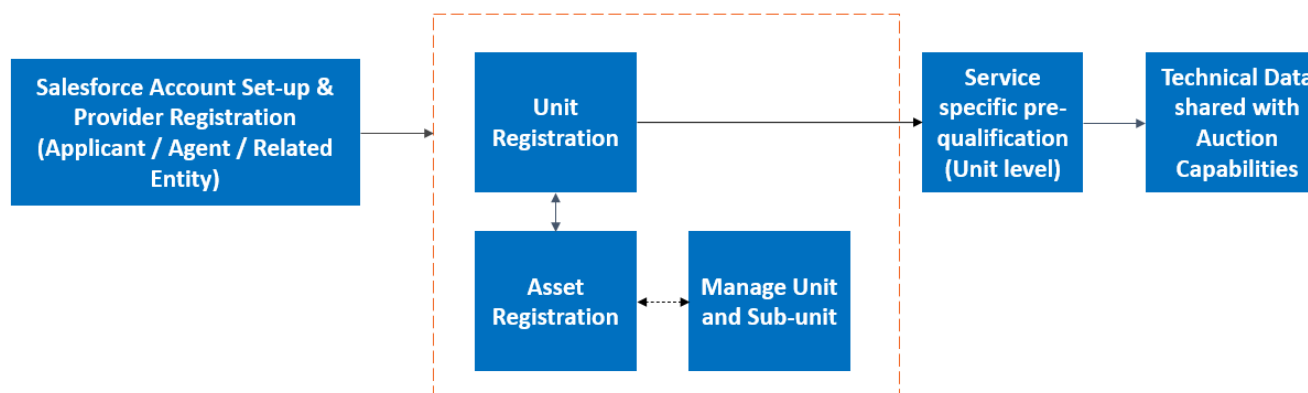 Salesforce Account Set-up &
Provider Registration
(Applicant / Agent / Related
Entity)
Unit
Registration
Asset
Registration
Manage Unit
and Sub-unit
Service
specific pre-
qualification
(Unit level)
Technical Data
shared with
Auction
Capabilities